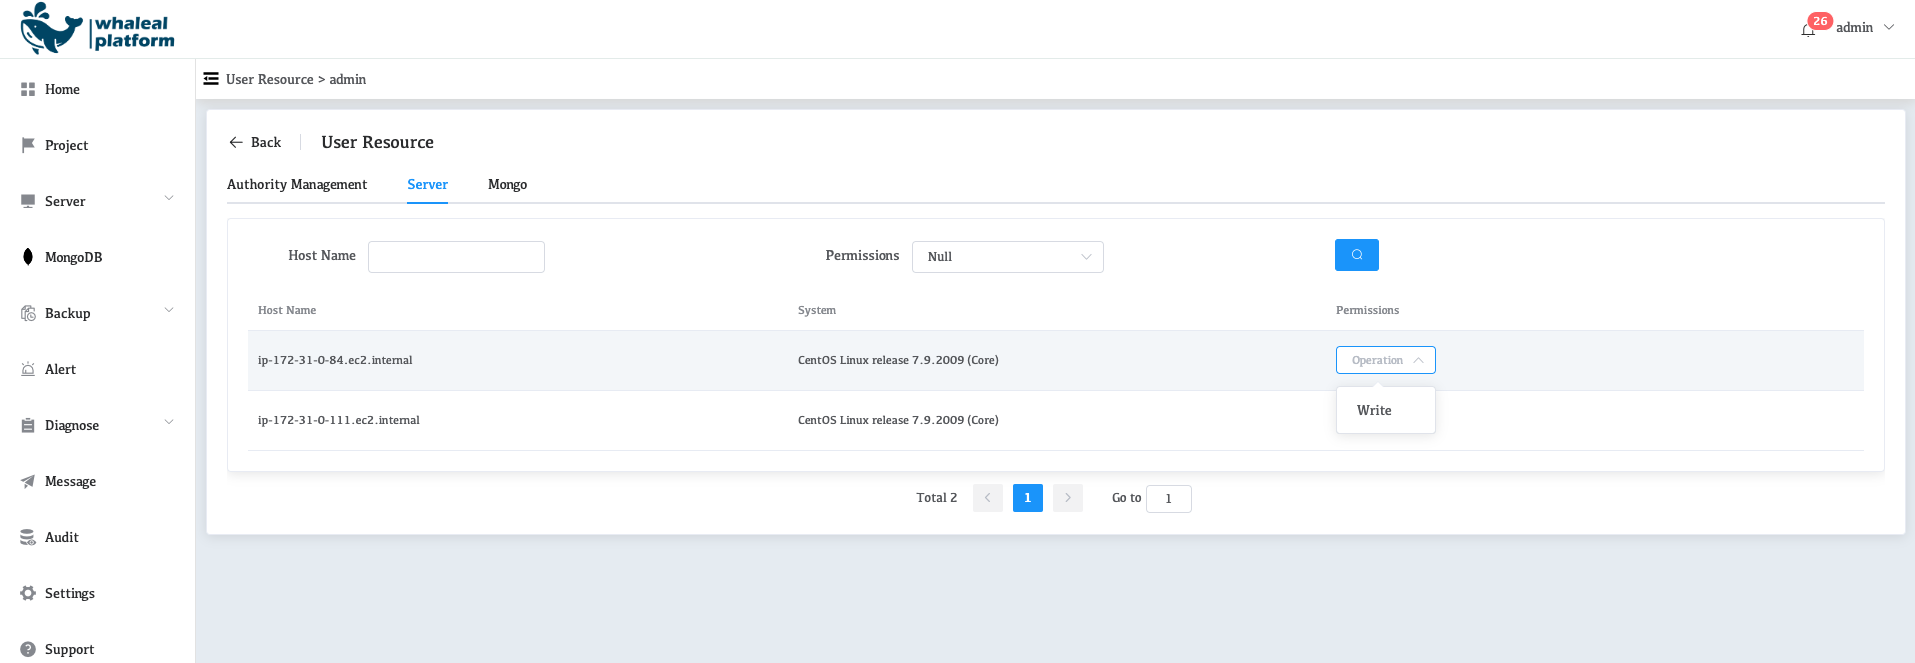 whaleal
platform
26
admin
User Resource > admin
Home
Project
Server
MongoDB
Backup
Alert
Diagnose
Message
Audit
Settings
Support
Back
User Resource
Authority Management Server Mongo
Host Name
Permissions Null
Host Name System Permissions
ip-172-31-0-84.ec2.internal CentOS Linux release 7.9.2009 (Core) Operation
Write
ip-172-31-0-111.ec2.internal CentOS Linux release 7.9.2009 (Core)
Total 2 1 Go to 1